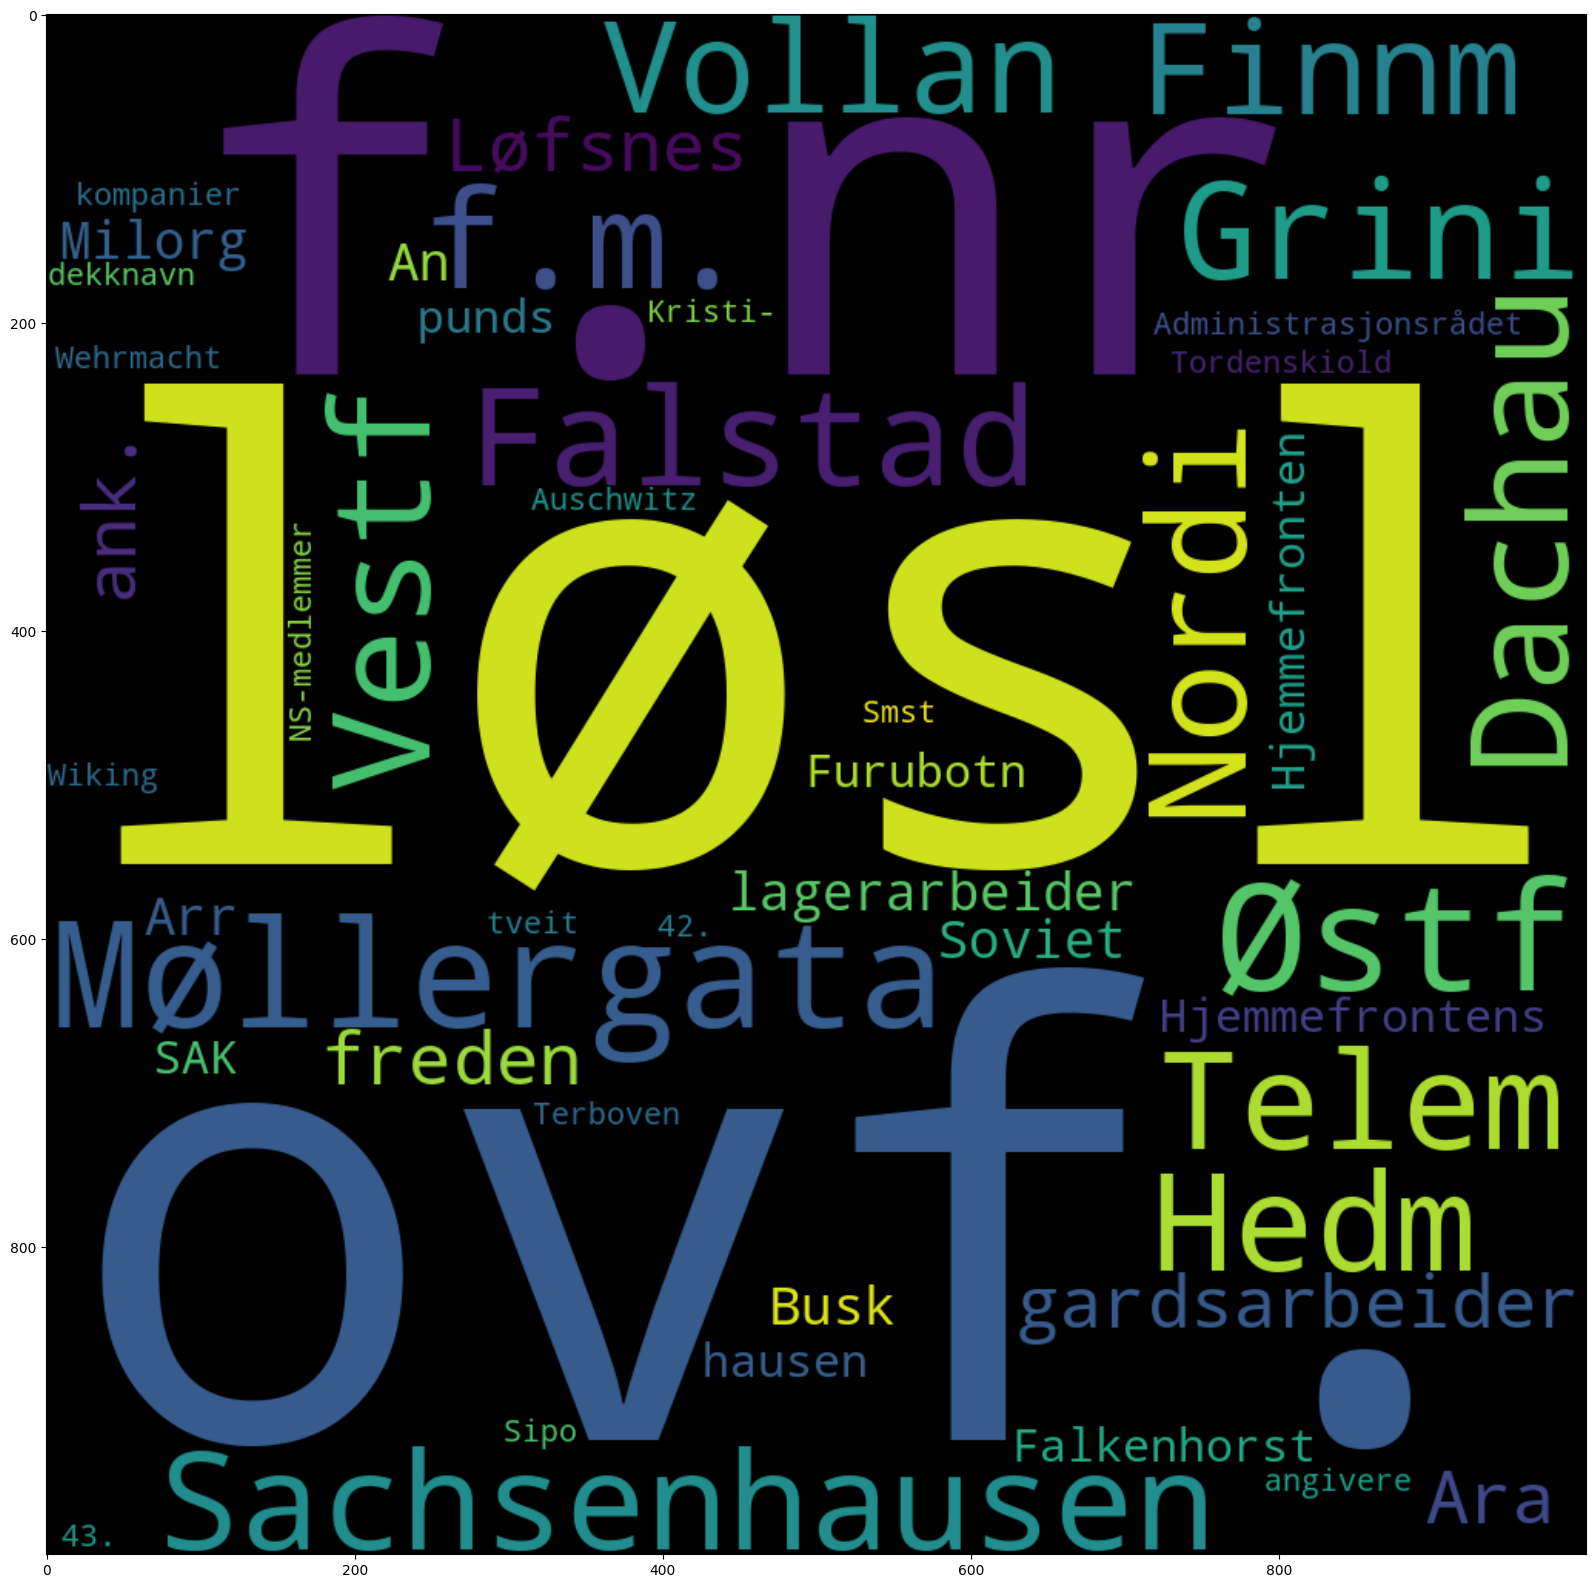 0
Vollan
Finnm
f.nr
Løfsnes
kompanier
f.m.
Grini
Milorg
An
dekknavn
punds
Kristi-
200
Administrasjonsrådet
Wehrmacht
Tordenskiold
Dachau
Falstad
Vestf
ank.
Nordi
Hjemmefronten
Auschwitz
NS-medlemmer
løsl
400
Smst
Wiking
Furubotn
lagerarbeider
Østf
Arr
tveit
42.
Soviet
600
Møllergata
Hjemmefrontens
SAK
freden
Telem
Terboven
ovf.
Hedm
800
Busk
gardsarbeider
hausen
Sipo
Falkenhorst
Sachsenhausen
angivere
Ara
43.
0 200 400 600 800